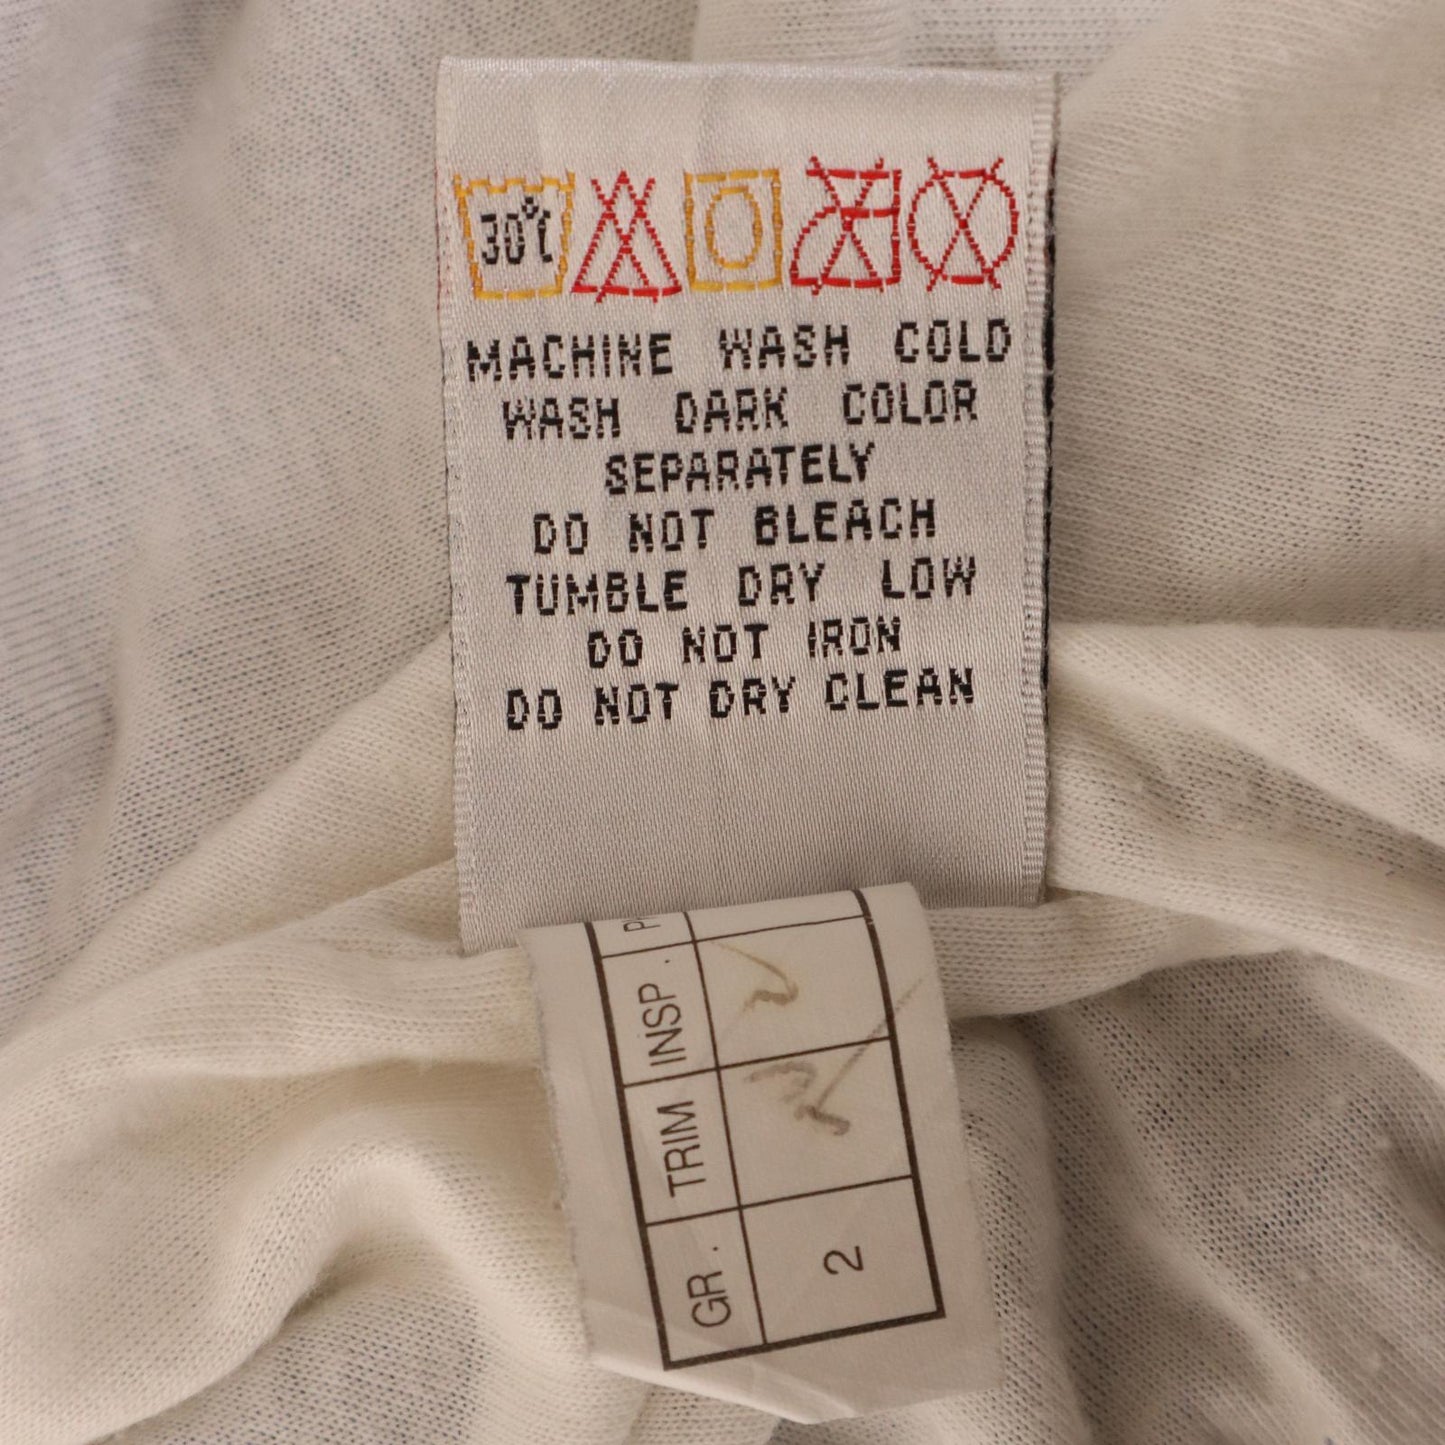 30°C
MACHINE WASH COLD
WASH DARK COLOR
SEPARATELY
DO NOT BLEACH
TUMBLE DRY LOW
DO NOT IRON
DO NOT DRY CLEAN
INSP.
TRIM
GR. 2